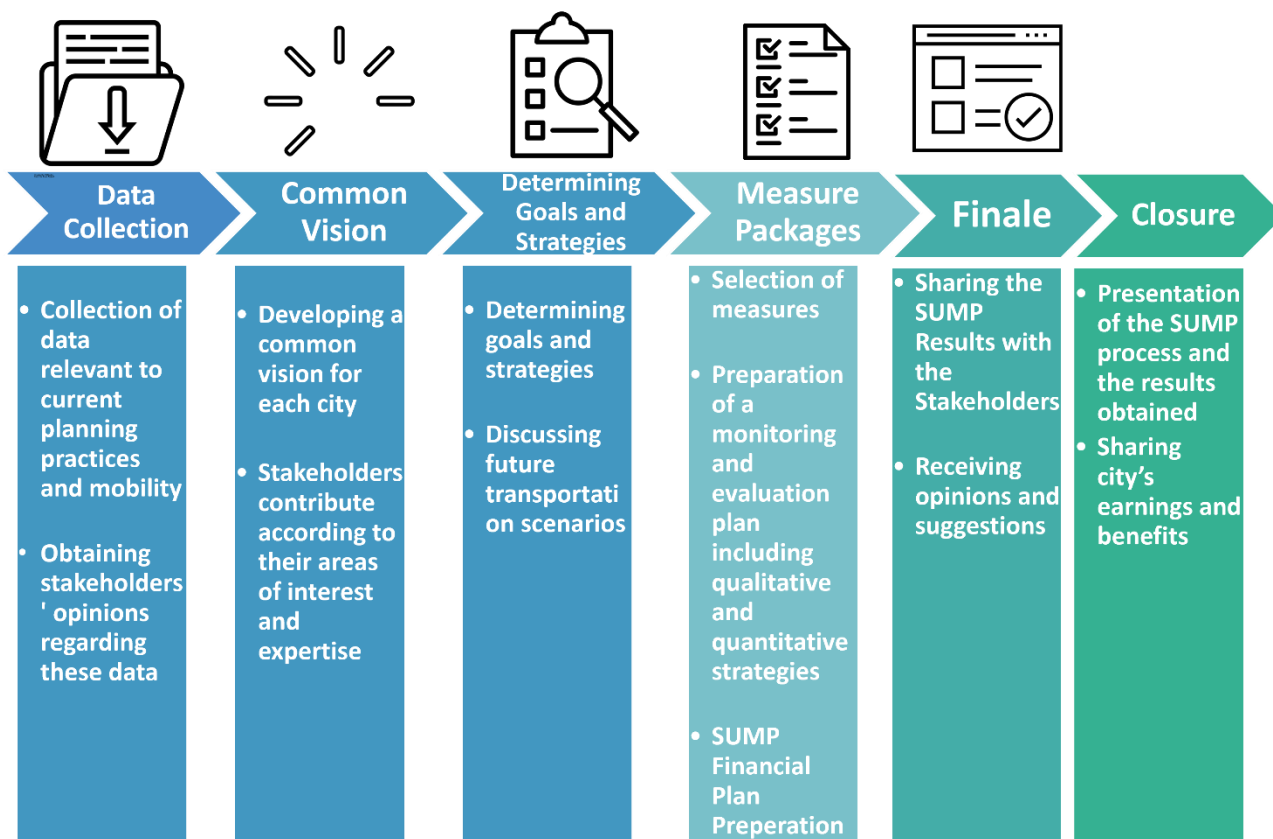 Data
Collection
Common
Vision
Determining
Goals and
Strategies
Measure
Packages
Finale
Closure
• Collection of
data
relevant to
current
planning
practices
and mobility
• Obtaining
stakeholders
' opinions
regarding
these data
• Developing a
common
vision for
each city
• Stakeholders
contribute
according to
their areas
of interest
and
expertise
• Determining
goals and
strategies
• Discussing
future
transportati
on scenarios
• Selection of
measures
• Preparation
of a
monitoring
and
evaluation
plan
including
qualitative
and
quantitative
strategies
• SUMP
Financial
Plan
Preperation
• Sharing the
SUMP
Results with
the
Stakeholders
• Receiving
opinions and
suggestions
• Presentation
of the SUMP
process and
the results
obtained
• Sharing
city’s
earnings and
benefits